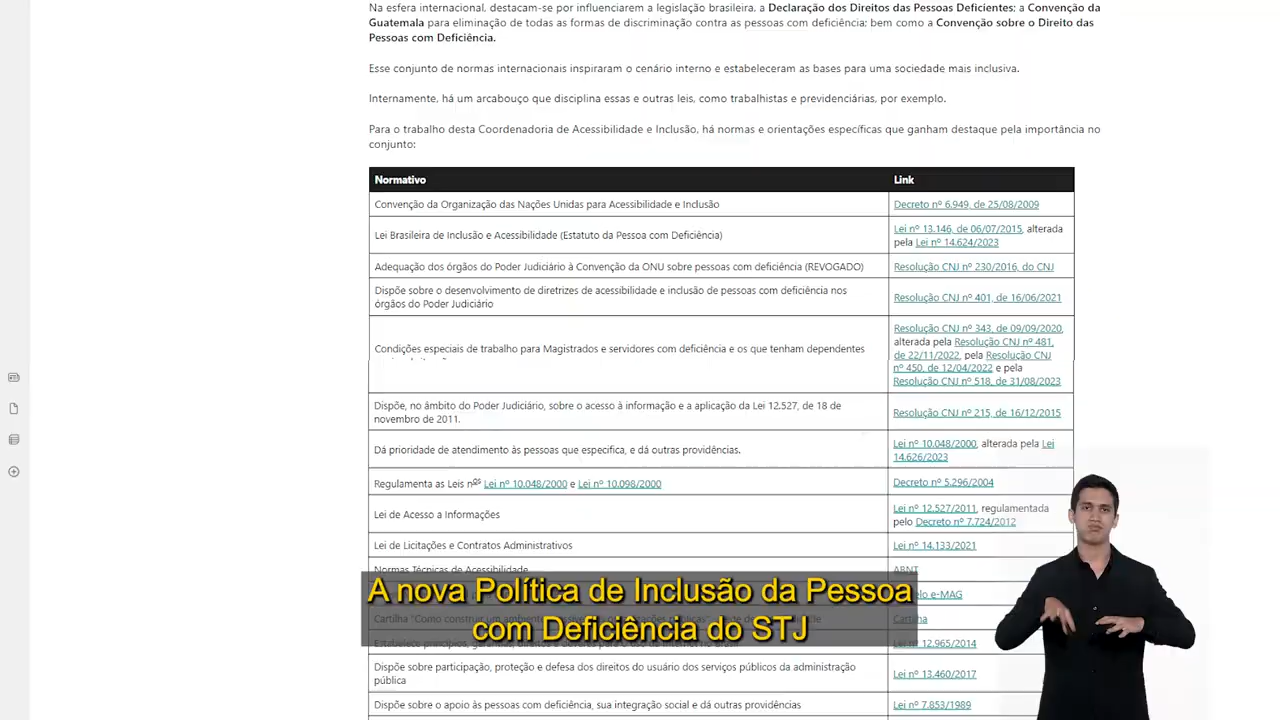 Na esfera internacional, destacam-se por influenciarem a legislação brasileira, a Declaração dos Direitos das Pessoas Deficientes; a Convenção da
Guatemala para eliminação de todas as formas de discriminação contra as pessoas com deficiência; bem como a Convenção sobre o Direito das
Pessoas com Deficiência.
Esse conjunto de normas internacionais inspiraram o cenário interno e estabeleceram as bases para uma sociedade mais inclusiva.
Internamente, há um arcabouço que disciplina essas e outras leis, como trabalhistas e previdenciárias, por exemplo.
Para o trabalho desta Coordenadoria de Acessibilidade e Inclusão, há normas e orientações específicas que ganham destaque pela importância no
conjunto:
Normativo Link
Convenção da Organização das Nações Unidas para Acessibilidade e Inclusão Decreto nº 6.949, de 25/08/2009
Lei Brasileira de Inclusão e Acessibilidade (Estatuto da Pessoa com Deficiência) Lei nº 13.146, de 06/07/2015, alterada
pela Lei nº 14.624/2023
Adequação dos órgãos do Poder Judiciário à Convenção da ONU sobre pessoas com deficiência (REVOGADO) Resolução CNJ nº 230/2016, do CNJ
Dispõe sobre o desenvolvimento de diretrizes de acessibilidade e inclusão de pessoas com deficiência nos
órgãos do Poder Judiciário Resolução CNJ nº 401, de 16/06/2021
Condições especiais de trabalho para Magistrados e servidores com deficiência e os que tenham dependentes
Resolução CNJ nº 343, de 09/09/2020,
alterada pela Resolução CNJ nº 481,
de 22/11/2022, pela Resolução CNJ
nº 450, de 12/04/2022 e pela
Resolução CNJ nº 518, de 31/08/2023
Dispõe, no âmbito do Poder Judiciário, sobre o acesso à informação e a aplicação da Lei 12.527, de 18 de
novembro de 2011. Resolução CNJ nº 215, de 16/12/2015
Dá prioridade de atendimento às pessoas que especifica, e dá outras providências. Lei nº 10.048/2000, alterada pela Lei
14.626/2023
Regulamenta as Leis nºs Lei nº 10.048/2000 e Lei nº 10.098/2000 Decreto nº 5.296/2004
Lei de Acesso a Informações Lei nº 12.527/2011, regulamentada
pelo Decreto nº 7.724/2012
Lei de Licitações e Contratos Administrativos Lei nº 14.133/2021
Normas Técnicas de Acessibilidade ABNT
e-MAG
Cartilha
Lei nº 12.965/2014
A nova Política de Inclusão da Pessoa
com Deficiência do STJ
Dispõe sobre participação, proteção e defesa dos direitos do usuário dos serviços públicos da administração
pública Lei nº 13.460/2017
Dispõe sobre o apoio às pessoas com deficiência, sua integração social e dá outras providências Lei nº 7.853/1989